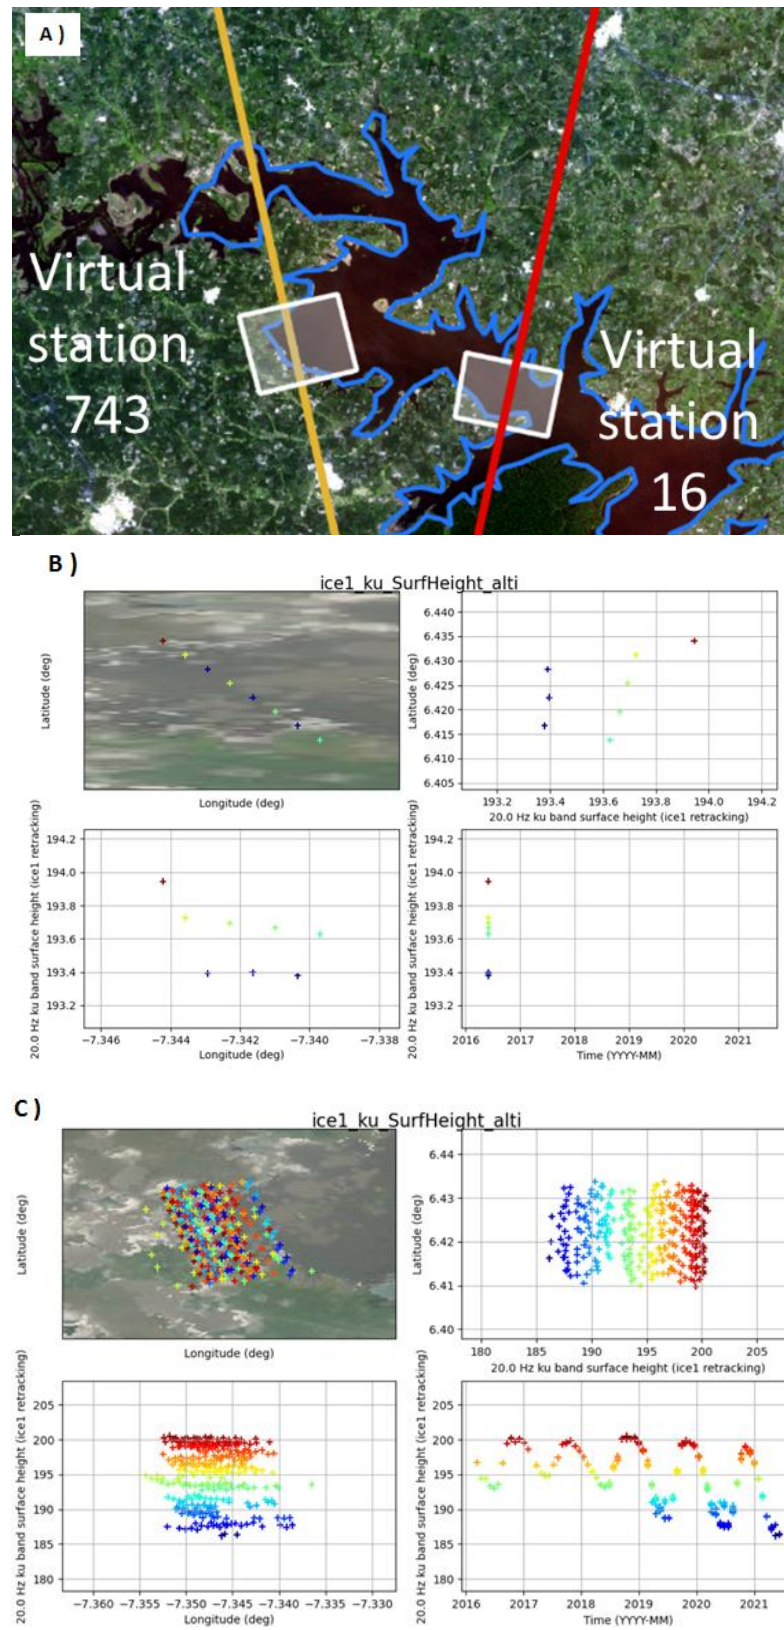 A )
Virtual
station
743
Virtual
station
16
B )
ice1_ku_SurfHeight_alti
Latitude (deg)
Longitude (deg)
Latitude (deg)
6.440
6.435
6.430
6.425
6.420
6.415
6.410
6.405
193.2 193.4 193.6 193.8 194.0 194.2
20.0 Hz ku band surface height (ice1 retracking)
20.0 Hz ku band surface height (ice1 retracking)
194.2
194.0
193.8
193.6
193.4
193.2
−7.346 −7.344 −7.342 −7.340 −7.338
Longitude (deg)
20.0 Hz ku band surface height (ice1 retracking)
194.2
194.0
193.8
193.6
193.4
193.2
2016 2017 2018 2019 2020 2021
Time (YYYY-MM)
C )
ice1_ku_SurfHeight_alti
Latitude (deg)
Longitude (deg)
Latitude (deg)
6.44
6.43
6.42
6.41
6.40
180 185 190 195 200 205
20.0 Hz ku band surface height (ice1 retracking)
20.0 Hz ku band surface height (ice1 retracking)
205
200
195
190
185
180
−7.360−7.355−7.350−7.345−7.340−7.335−7.330
Longitude (deg)
20.0 Hz ku band surface height (ice1 retracking)
205
200
195
190
185
180
2016 2017 2018 2019 2020 2021
Time (YYYY-MM)